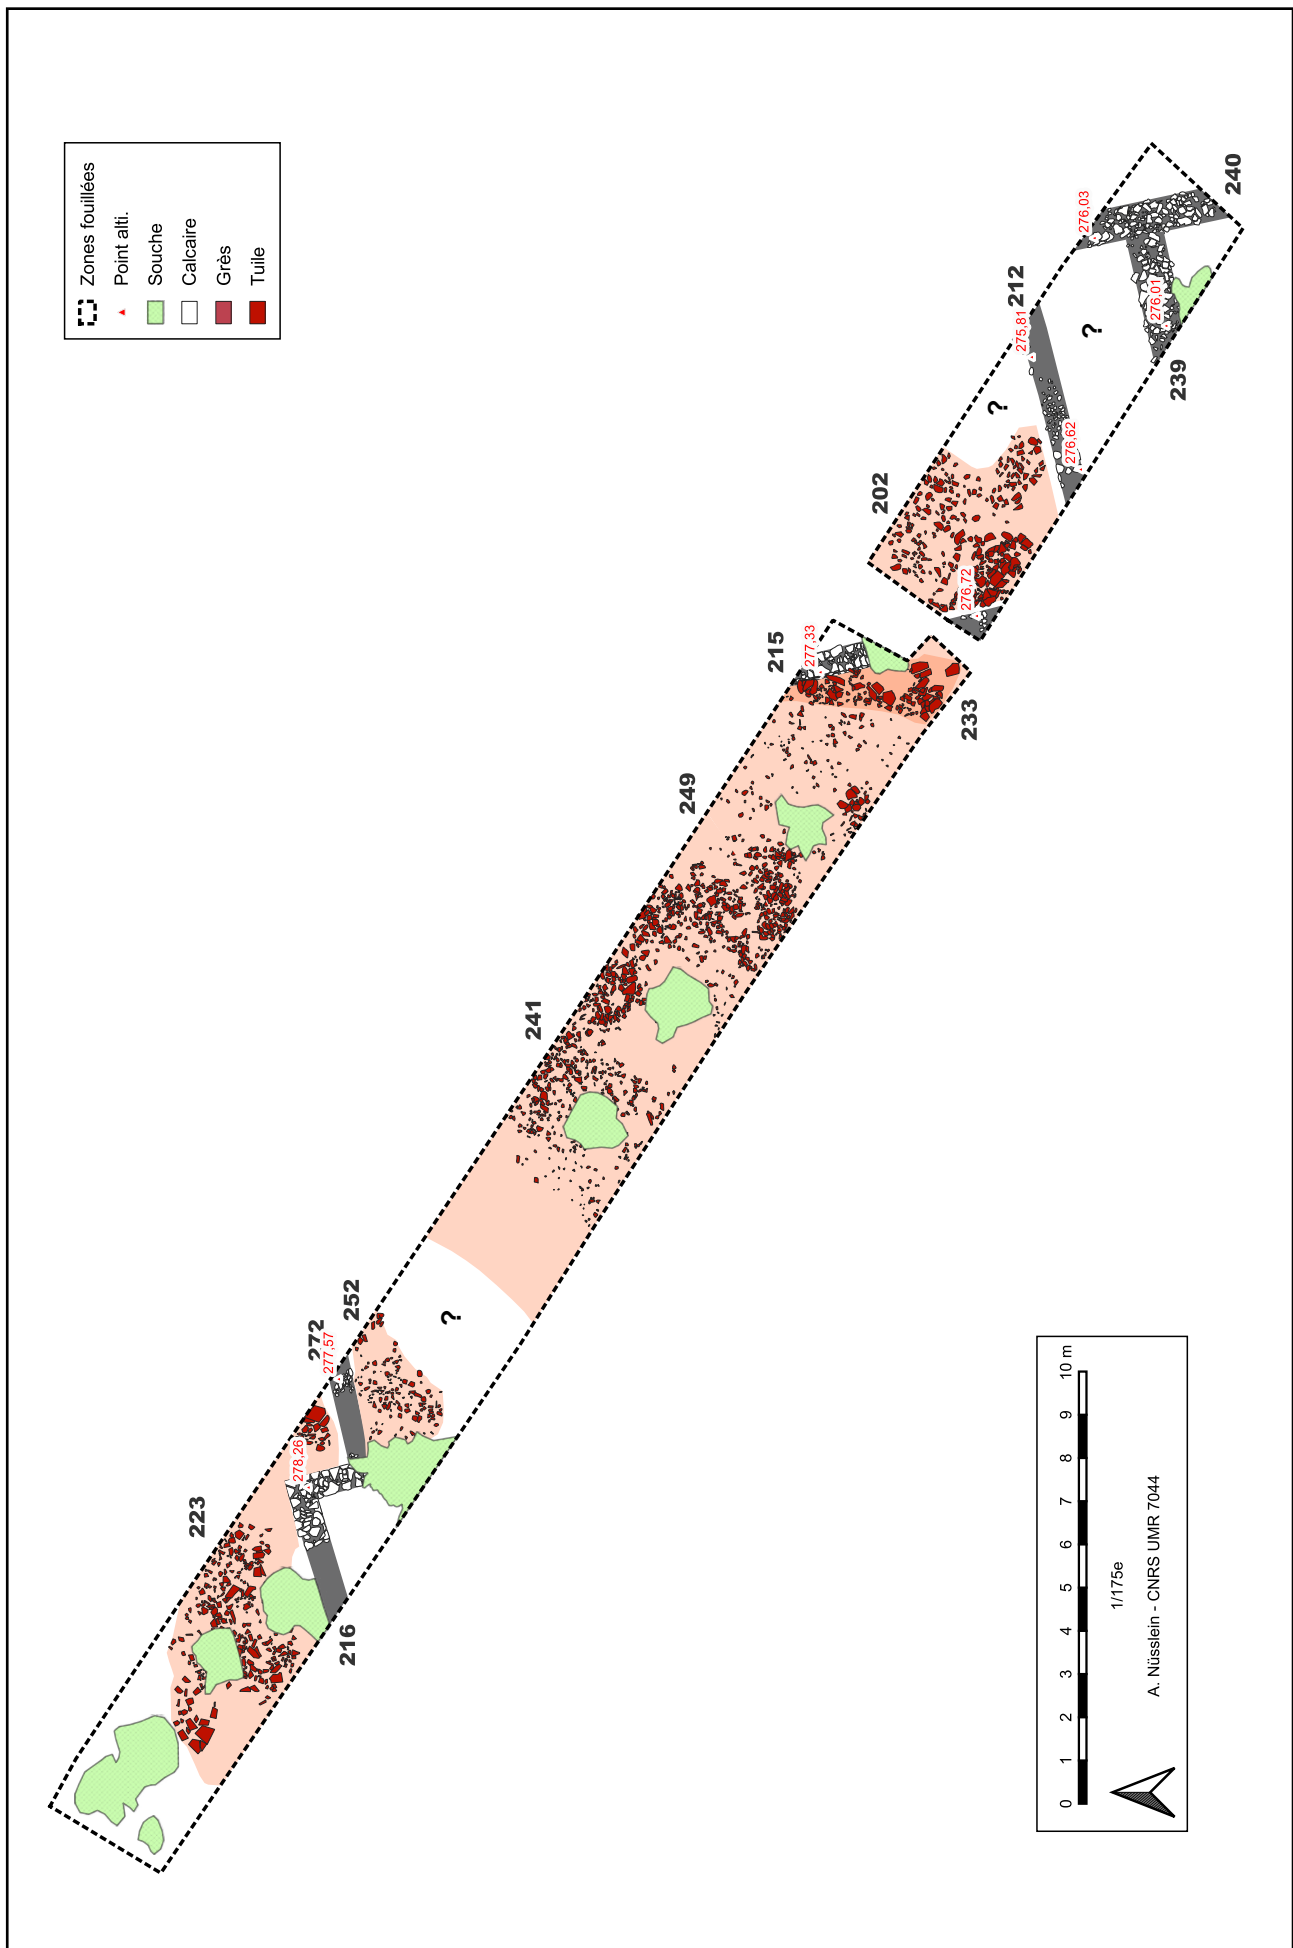 Zones fouillées
Point alti.
Souche
Calcaire
Grès
Tuile
223
278,26
216
272
277,57
252
?
241
249
215
277,33
233
202
276,72
?
212
275,81
276,62
?
276,03
276,01
239
240
0 1 2 3 4 5 6 7 8 9 10 m
1/175e
A. Nüsslein - CNRS UMR 7044